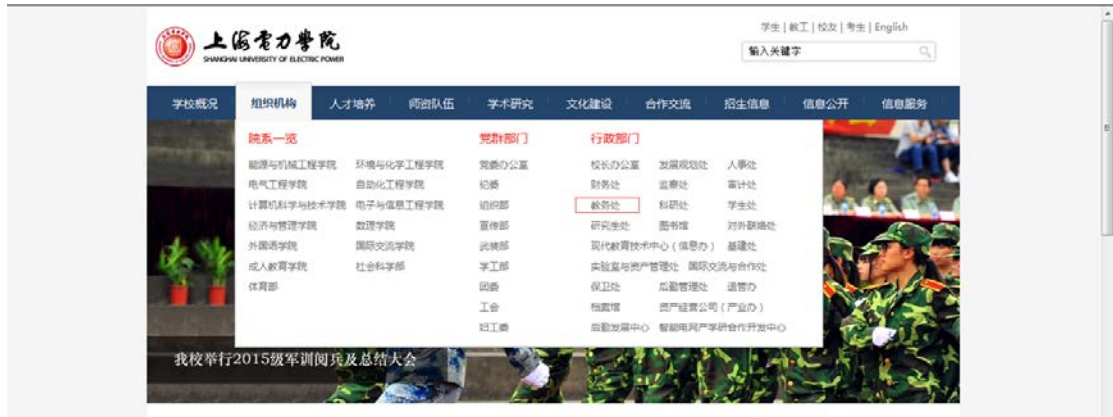 学生 | 教工 | 校友 | 考生 | English
上海电力学院
SHANGHAI UNIVERSITY OF ELECTRIC POWER
输入关键字
学校概况 组织机构 人才培养 师资队伍 学术研究 文化建设 合作交流 招生信息 信息公开 信息服务
院系一览 党群部门 行政部门
能源与机械工程学院 环境与化学工程学院 党委办公室 校长办公室 发展规划处 人事处
电气工程学院 自动化工程学院 纪委 财务处 监察处 审计处
计算机科学与技术学院 电子与信息工程学院 组织部 教务处 科研处 学生处
经济与管理学院 数理学院 宣传部 研究生处 图书馆 对外联络处
外国语学院 国际交流学院 武装部 现代教育技术中心（信息办） 基建处
成人教育学院 社会科学部 学工部 实验室与资产管理处 国际交流与合作处
体育部 团委 保卫处 后勤管理处 退管办
工会 档案馆 资产经营公司（产业办）
妇工委 后勤发展中心 智能电网产学研合作开发中心
我校举行2015级军训阅兵及总结大会